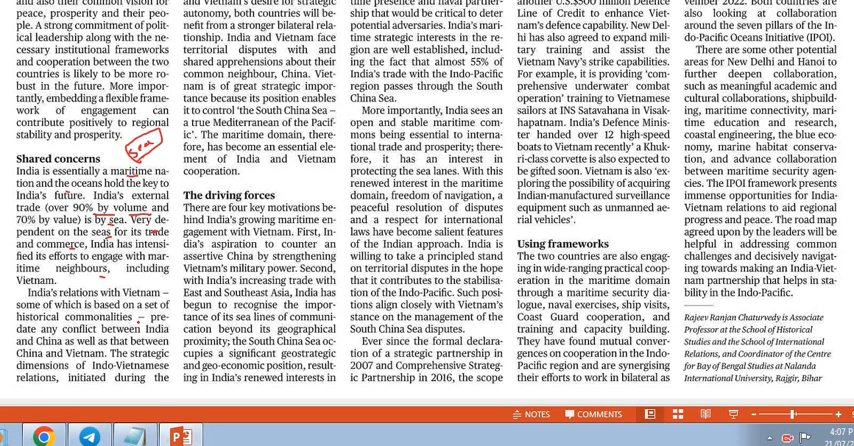 and also their common vision for
peace, prosperity and their peo-
ple. A strong commitment of polit-
ical leadership along with the ne-
cessary institutional frameworks
and cooperation between the two
countries is likely to be more ro-
bust in the future. More impor-
tantly, embedding a flexible frame-
work of engagement can
contribute positively to regional
stability and prosperity.
Shared concerns
India is essentially a maritime na-
tion and the oceans hold the key to
India's future. India's external
trade (over 90% by volume and
70% by value) is by sea. Very de-
pendent on the seas for its trade
and commerce, India has intensi-
fied its efforts to engage with mar-
itime neighbours, including
Vietnam.
India's relations with Vietnam –
some of which is based on a set of
historical commonalities – pre-
date any conflict between India
and China as well as that between
China and Vietnam. The strategic
dimensions of Indo-Vietnamese
relations, initiated during the
and Vietnam's desire for strategic
autonomy, both countries will be-
nefit from a stronger bilateral rela-
tionship. India and Vietnam face
territorial disputes with and
shared apprehensions about their
common neighbour, China. Viet-
nam is of great strategic impor-
tance because its position enables
it to control 'the South China Sea –
a true Mediterranean of the Pacif-
ic'. The maritime domain, there-
fore, has become an essential ele-
ment of India and Vietnam
cooperation.
The driving forces
There are four key motivations be-
hind India's growing maritime en-
gagement with Vietnam. First, In-
dia's aspiration to counter an
assertive China by strengthening
Vietnam's military power. Second,
with India's increasing trade with
East and Southeast Asia, India has
begun to recognise the impor-
tance of its sea lines of communi-
cation beyond its geographical
proximity; the South China Sea oc-
cupies a significant geostrategic
and geo-economic position, result-
ing in India's renewed interests in
time presence and naval partner-
ship that would be critical to deter
potential adversaries. India's mari-
time strategic interests in the re-
gion are well established, includ-
ing the fact that almost 55% of
India's trade with the Indo-Pacific
region passes through the South
China Sea.
More importantly, India sees an
open and stable maritime com-
mons being essential to interna-
tional trade and prosperity; there-
fore, it has an interest in
protecting the sea lanes. With this
renewed interest in the maritime
domain, freedom of navigation, a
peaceful resolution of disputes
and a respect for international
laws have become salient features
of the Indian approach. India is
willing to take a principled stand
on territorial disputes in the hope
that it contributes to the stabilisa-
tion of the Indo-Pacific. Such posi-
tions align closely with Vietnam's
stance on the management of the
South China Sea disputes.
Ever since the formal declara-
tion of a strategic partnership in
2007 and Comprehensive Strateg-
ic Partnership in 2016, the scope
another U.S.$500 million Defence
Line of Credit to enhance Viet-
nam's defence capability. New Del-
hi has also agreed to expand mili-
tary training and assist the
Vietnam Navy's strike capabilities.
For example, it is providing 'com-
prehensive underwater combat
operation' training to Vietnamese
sailors at INS Satavahana in Visak-
hapatnam. India's Defence Minis-
ter handed over 12 high-speed
boats to Vietnam recently' a Khuk-
ri-class corvette is also expected to
be gifted soon. Vietnam is also 'ex-
ploring the possibility of acquiring
Indian-manufactured surveillance
equipment such as unmanned ae-
rial vehicles'.
Using frameworks
The two countries are also engag-
ing in wide-ranging practical coop-
eration in the maritime domain
through a maritime security dia-
logue, naval exercises, ship visits,
Coast Guard cooperation, and
training and capacity building.
They have found mutual conver-
gences on cooperation in the Indo-
Pacific region and are synergising
their efforts to work in bilateral as
vember 2022. Both countries are
also looking at collaboration
around the seven pillars of the In-
do-Pacific Oceans Initiative (IPOI).
There are some other potential
areas for New Delhi and Hanoi to
further deepen collaboration,
such as meaningful academic and
cultural collaborations, shipbuild-
ing, maritime connectivity, mari-
time education and research,
coastal engineering, the blue eco-
nomy, marine habitat conserva-
tion, and advance collaboration
between maritime security agen-
cies. The IPOI framework presents
immense opportunities for India-
Vietnam relations to aid regional
progress and peace. The road map
agreed upon by the leaders will be
helpful in addressing common
challenges and decisively navigat-
ing towards making an India-Viet-
nam partnership that helps in sta-
bility in the Indo-Pacific.
Rajeev Ranjan Chaturvedy is Associate
Professor at the School of Historical
Studies and the School of International
Relations, and Coordinator of the Centre
for Bay of Bengal Studies at Nalanda
International University, Rajgir, Bihar
NOTES
COMMENTS
4:07 P